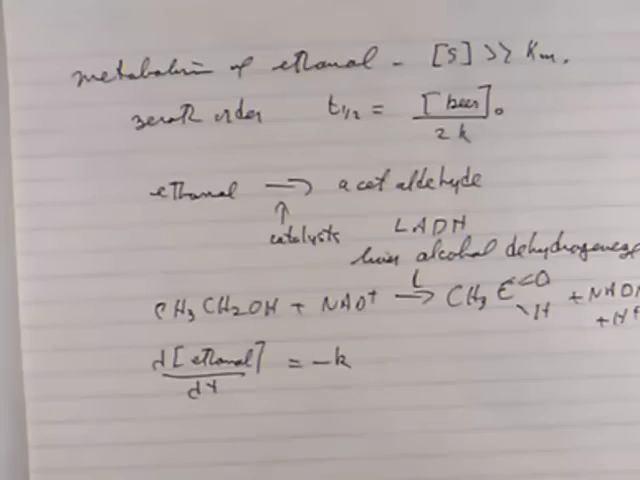 metabolism of ethanol - [S] >> Km.
zeroth order t1/2 = [beer]o / 2k
ethanol → acetaldehyde
↑
catalysts LADH
liver alcohol dehydrogenase
CH3CH2OH + NAD+ →L CH3C=O \H + NADH + H+
d[ethanol]/dt = -k